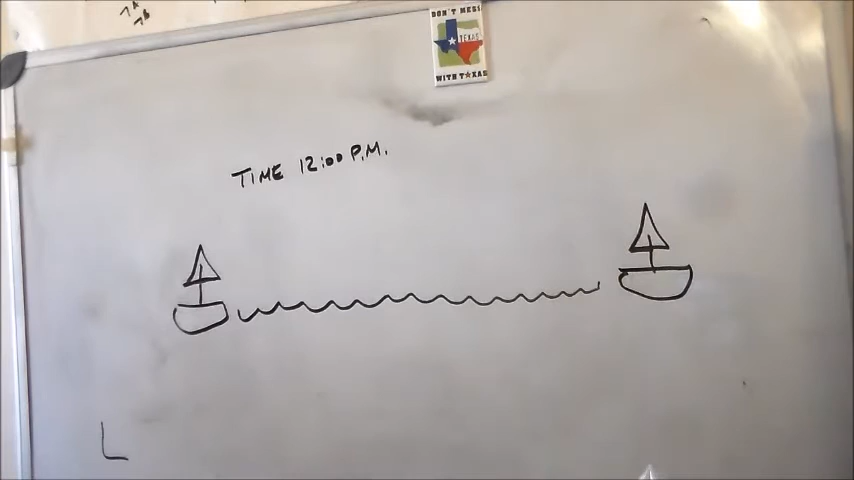 DON'T MESS
TEXAS
WITH TEXAS
TIME 12:00 P.M.
L